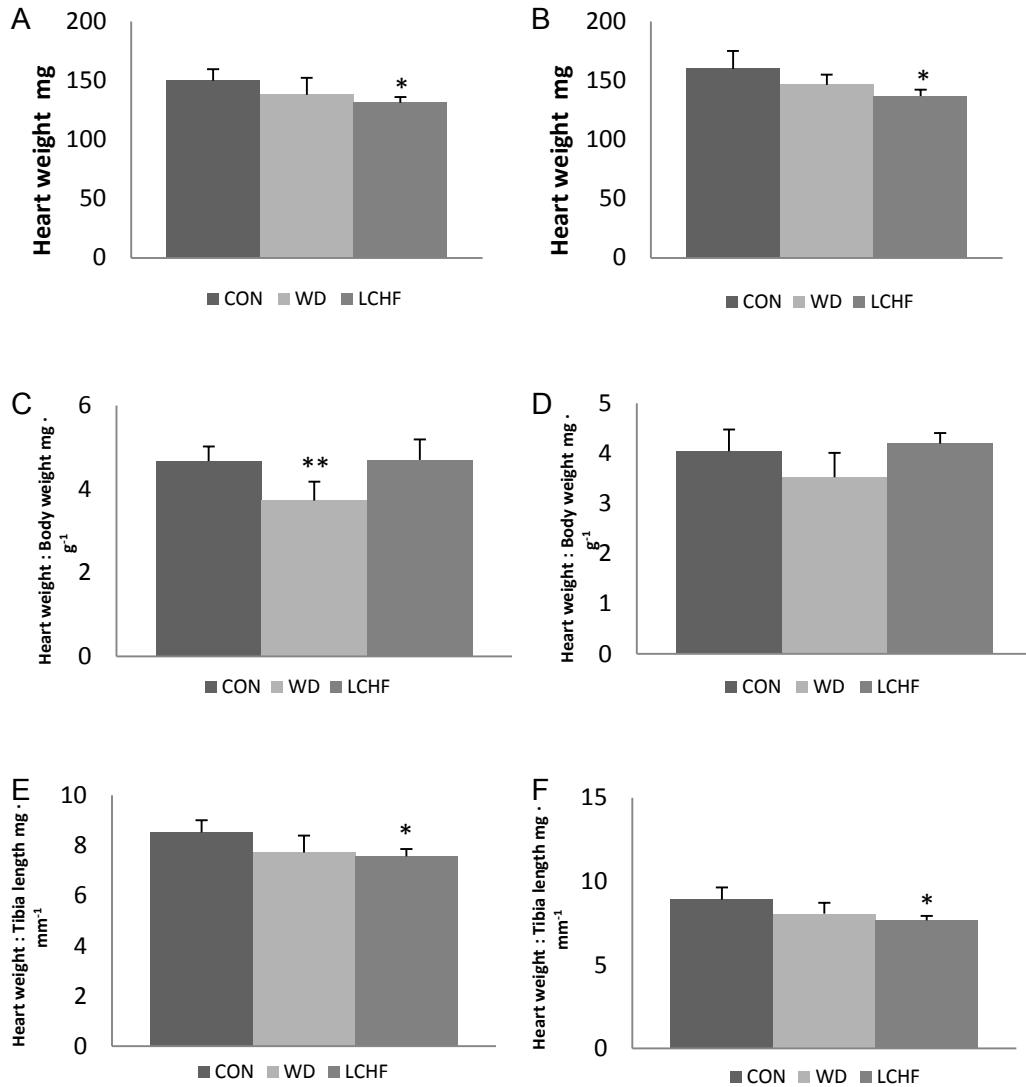 A
Heart weight mg
200
150
100
50
0
*
CON WD LCHF
B
Heart weight mg
200
150
100
50
0
*
CON WD LCHF
C
Heart weight : Body weight mg ·
g⁻¹
6
4
2
0
**
CON WD LCHF
D
Heart weight : Body weight mg ·
g⁻¹
5
4
3
2
1
0
CON WD LCHF
E
Heart weight : Tibia length mg ·
mm⁻¹
10
8
6
4
2
0
*
CON WD LCHF
F
Heart weight : Tibia length mg ·
mm⁻¹
15
10
5
0
*
CON WD LCHF